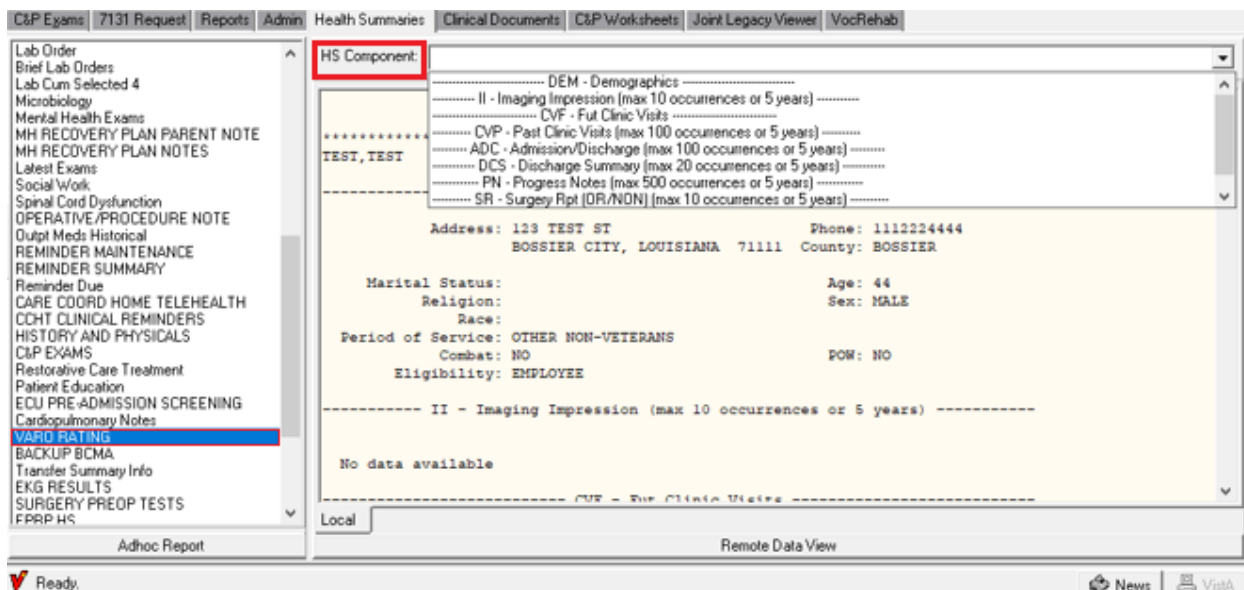 C&P Exams 7131 Request Reports Admin Health Summaries Clinical Documents C&P Worksheets Joint Legacy Viewer VocRehab
Lab Order
Brief Lab Orders
Lab Cum Selected 4
Microbiology
Mental Health Exams
MH RECOVERY PLAN PARENT NOTE
MH RECOVERY PLAN NOTES
Latest Exams
Social Work
Spinal Cord Dysfunction
OPERATIVE/PROCEDURE NOTE
Outpt Meds Historical
REMINDER MAINTENANCE
REMINDER SUMMARY
Reminder Due
CARE COORD HOME TELEHEALTH
CCHT CLINICAL REMINDERS
HISTORY AND PHYSICALS
C&P EXAMS
Restorative Care Treatment
Patient Education
ECU PRE-ADMISSION SCREENING
Cardiopulmonary Notes
VARO RATING
BACKUP BCMA
Transfer Summary Info
EKG RESULTS
SURGERY PREOP TESTS
EPRP HS
Adhoc Report
HS Component:
---------------------------- DEM - Demographics ----------------------------
----------- II - Imaging Impression (max 10 occurrences or 5 years) -----------
--------------------------- CVF - Fut Clinic Visits ---------------------------
---------- CVP - Past Clinic Visits (max 100 occurrences or 5 years) ----------
--------- ADC - Admission/Discharge (max 100 occurrences or 5 years) ---------
----------- DCS - Discharge Summary (max 20 occurrences or 5 years) -----------
------------ PN - Progress Notes (max 500 occurrences or 5 years) ------------
---------- SR - Surgery Rpt (OR/NON) (max 10 occurrences or 5 years) ----------
************
TEST,TEST
Address: 123 TEST ST Phone: 1112224444
BOSSIER CITY, LOUISIANA 71111 County: BOSSIER
Marital Status: Age: 44
Religion: Sex: MALE
Race:
Period of Service: OTHER NON-VETERANS
Combat: NO POW: NO
Eligibility: EMPLOYEE
----------- II - Imaging Impression (max 10 occurrences or 5 years) -----------
No data available
--------------------------- CVF - Fut Clinic Visits ---------------------------
Local
Remote Data View
Ready.
News VistA